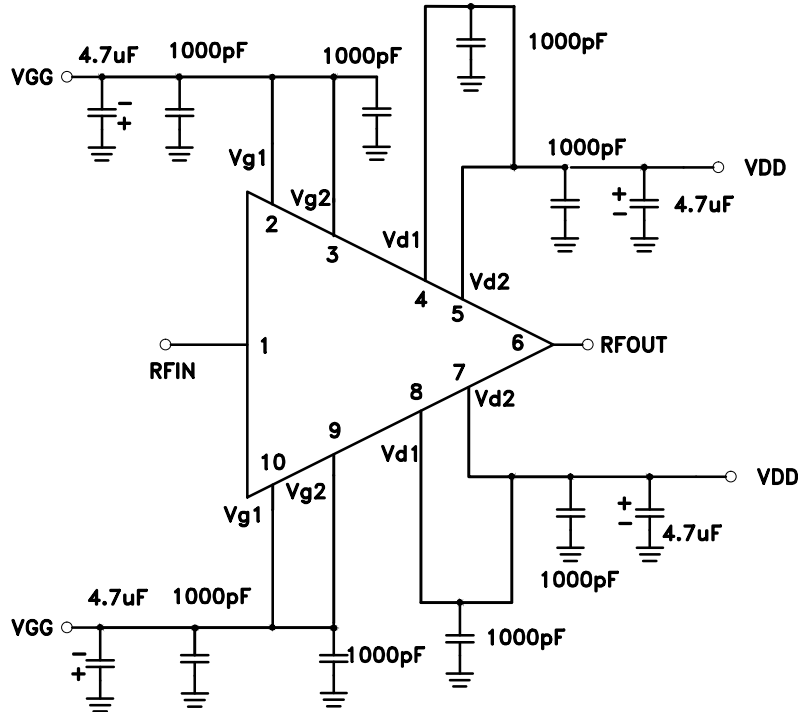 4.7uF
1000pF
1000pF
1000pF
VGG
−
+
Vg1
1000pF
VDD
Vg2
+
−
4.7uF
2
Vd1
3
Vd2
4
5
1
6
RFOUT
RFIN
7
8
Vd2
9
Vd1
10
Vg2
VDD
Vg1
+
−
4.7uF
1000pF
4.7uF
1000pF
VGG
1000pF
1000pF
−
+